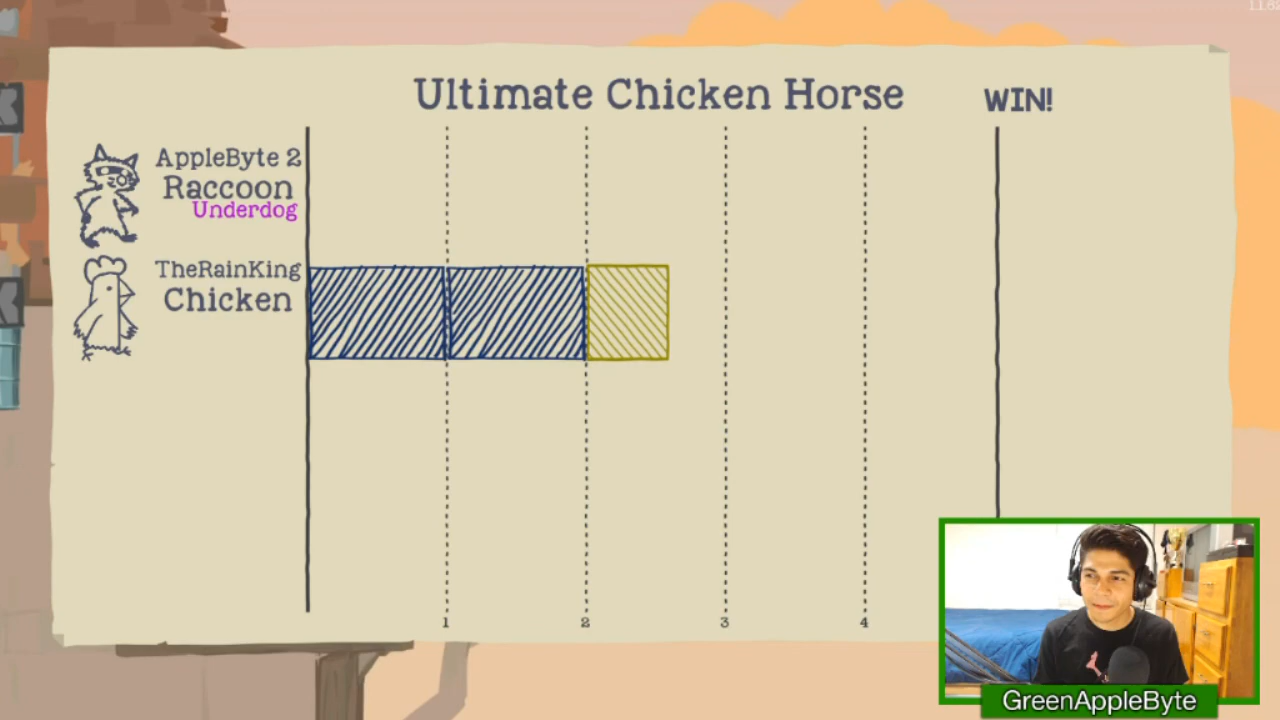 Ultimate Chicken Horse
WIN!
AppleByte 2
Raccoon
Underdog
TheRainKing
Chicken
1
2
3
4
GreenAppleByte